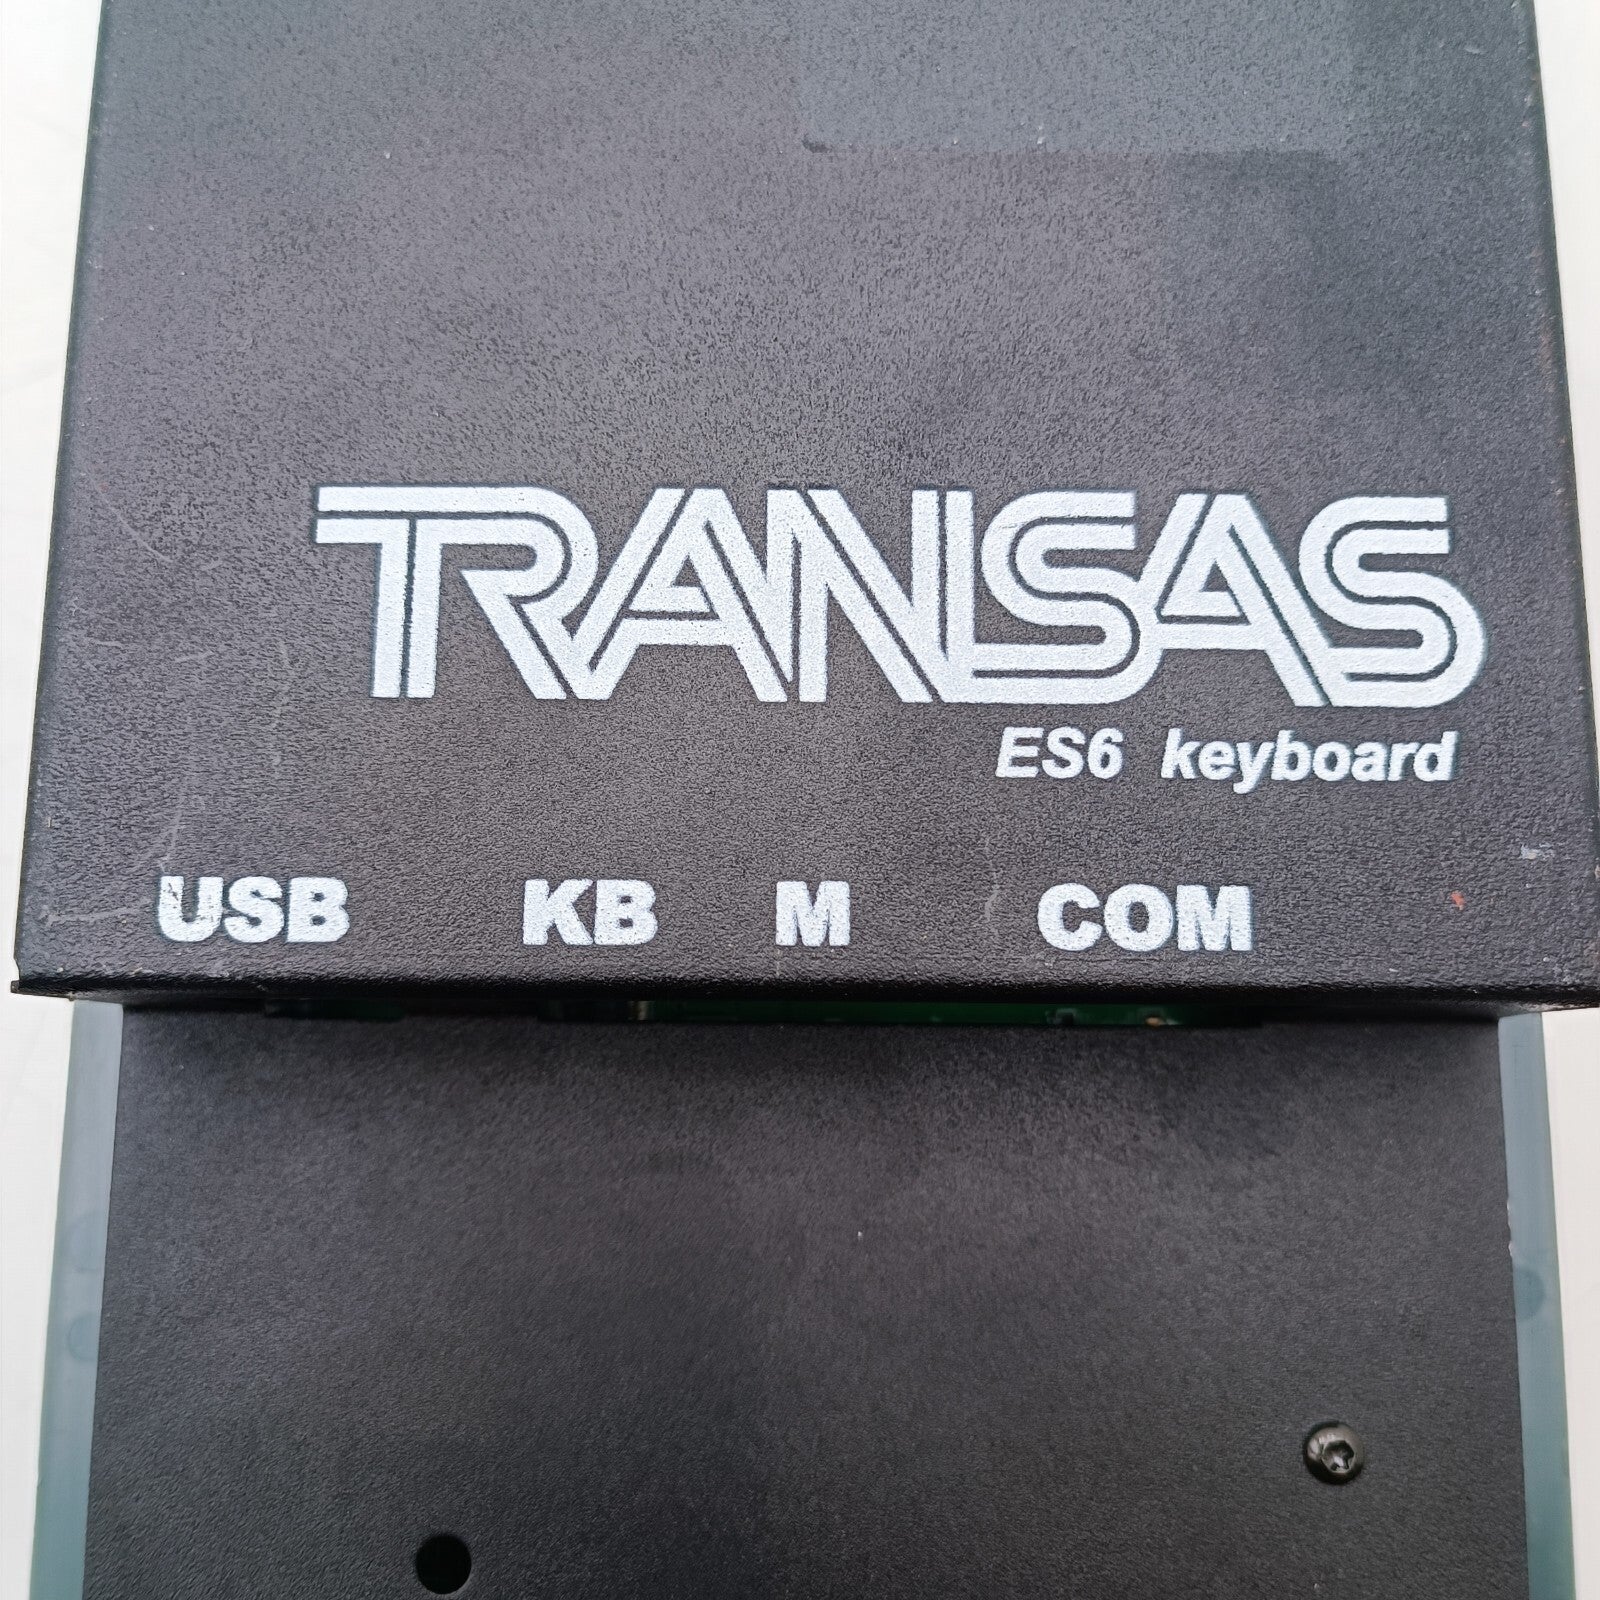 TRANSAS
ES6 keyboard
USB KB M COM